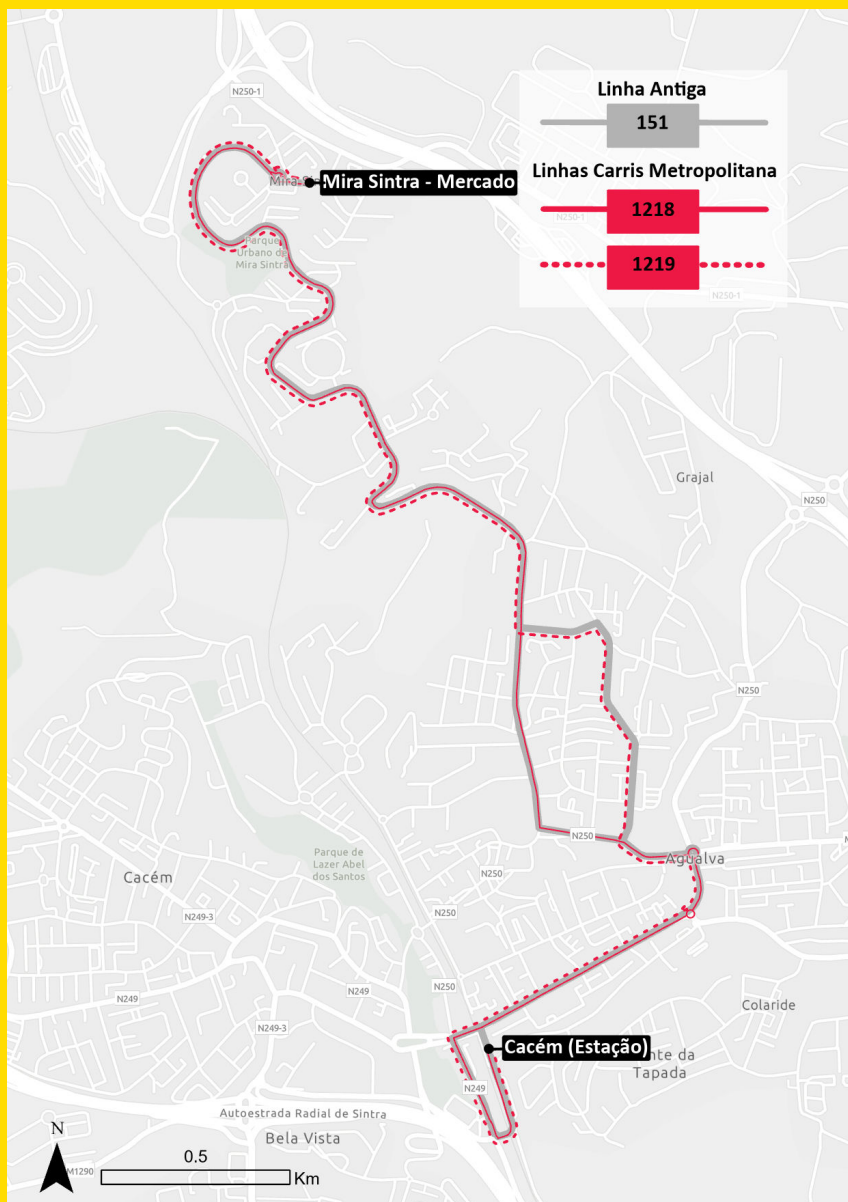 Linha Antiga
151
Linhas Carris Metropolitana
1218
1219
N250-1
Mira Sintra - Mercado
N250-1
Parque
Urbano de
Mira Sintra
N250-1
Grajal
N250
N250
N250
Agualva
Parque de
Lazer Abel
dos Santos
Cacém
N250
N249-3
N249
N250
N249
N249-3
Colaride
Cacém (Estação)
Tapada
N249
Autoestrada Radial de Sintra
Bela Vista
N
0.5
Km
M1290